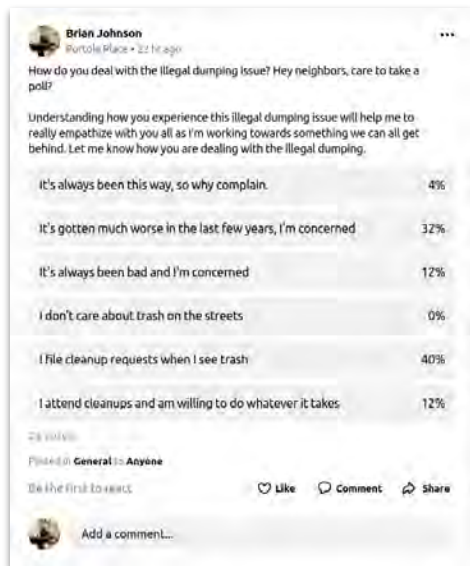 Brian Johnson
Portola Place • 22 hr ago
How do you deal with the illegal dumping issue? Hey neighbors, care to take a
poll?
Understanding how you experience this illegal dumping issue will help me to
really empathize with you all as I'm working towards something we can all get
behind. Let me know how you are dealing with the illegal dumping.
It's always been this way, so why complain. 4%
It's gotten much worse in the last few years, I'm concerned 32%
It's always been bad and I'm concerned 12%
I don't care about trash on the streets 0%
I file cleanup requests when I see trash 40%
I attend cleanups and am willing to do whatever it takes 12%
votes
Posted in General to Anyone
Be the first to react Like Comment Share
Add a comment...